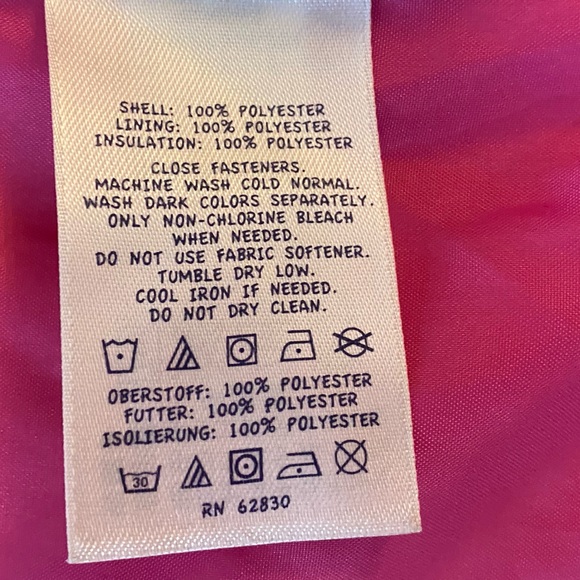 SHELL: 100% POLYESTER
LINING: 100% POLYESTER
INSULATION: 100% POLYESTER
CLOSE FASTENERS.
MACHINE WASH COLD NORMAL.
WASH DARK COLORS SEPARATELY.
ONLY NON-CHLORINE BLEACH
WHEN NEEDED.
DO NOT USE FABRIC SOFTENER.
TUMBLE DRY LOW.
COOL IRON IF NEEDED.
DO NOT DRY CLEAN.
OBERSTOFF: 100% POLYESTER
FUTTER: 100% POLYESTER
ISOLIERUNG: 100% POLYESTER
30
RN 62830